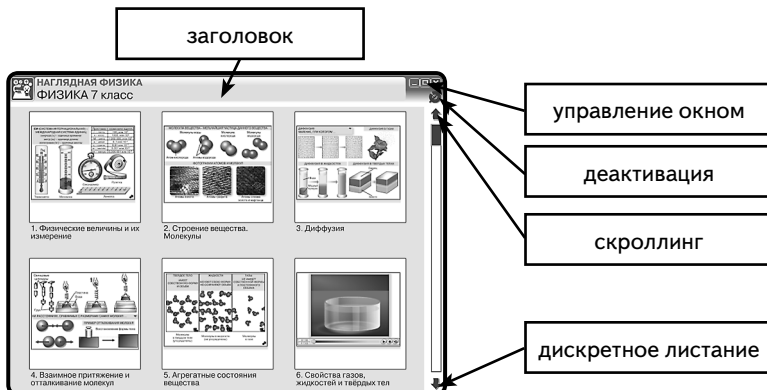 заголовок
НАГЛЯДНАЯ ФИЗИКА
ФИЗИКА 7 класс
управление окном
деактивация
скроллинг
дискретное листание
1. Физические величины и их
измерение
2. Строение вещества.
Молекулы
3. Диффузия
4. Взаимное притяжение и
отталкивание молекул
5. Агрегатные состояния
вещества
6. Свойства газов,
жидкостей и твёрдых тел